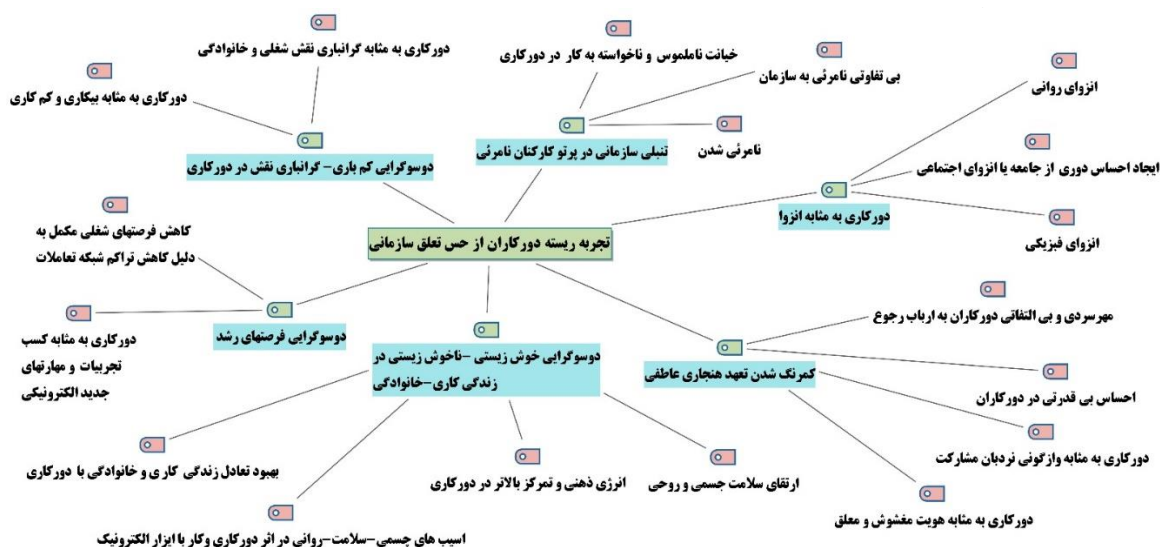 خیانت ناملموس و ناخواسته به کار در دورکاری
دورکاری به مثابه گرانباری نقش شغلی و خانوادگی
بی تفاوتی نامرئی به سازمان
انزوای روانی
دورکاری به مثابه بیکاری و کم کاری
نامرئی شدن
تنبلی سازمانی در پرتو کارکنان نامرئی
دوسوگرایی کم باری- گرانباری نقش در دورکاری
ایجاد احساس دوری از جامعه یا انزوای اجتماعی
دورکاری به مثابه انزوا
انزوای فیزیکی
تجربه زیسته دورکاران از حس تعلق سازمانی
کاهش فرصتهای شغلی مکمل به
دلیل کاهش تراکم شبکه تعاملات
مهرسردی و بی التفاتی دورکاران به ارباب رجوع
دوسوگرایی فرصتهای رشد
دورکاری به مثابه کسب
تجربیات و مهارتهای
جدید الکترونیکی
دوسوگرایی خوش زیستی -ناخوش زیستی در
زندگی کاری-خانوادگی
کمرنگ شدن تعهد هنجاری عاطفی
احساس بی قدرتی در دورکاران
دورکاری به مثابه واژگونی نردبان مشارکت
بهبود تعادل زندگی کاری و خانوادگی با دورکاری
انرژی ذهنی و تمرکز بالاتر در دورکاری
ارتقای سلامت جسمی و روحی
دورکاری به مثابه هویت مغشوش و معلق
اسیب های چسمی-سلامت-روانی در اثر دورکاری وکار با ابزار الکترونیک